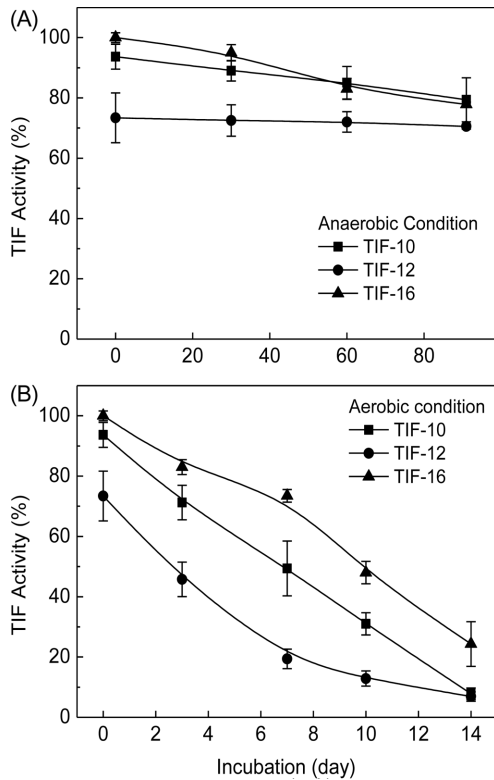 (A)
100
80
60
40
20
0
TIF Activity (%)
Anaerobic Condition
TIF-10
TIF-12
TIF-16
0 20 40 60 80
(B)
100
80
60
40
20
0
TIF Activity (%)
Aerobic condition
TIF-10
TIF-12
TIF-16
0 2 4 6 8 10 12 14
Incubation (day)